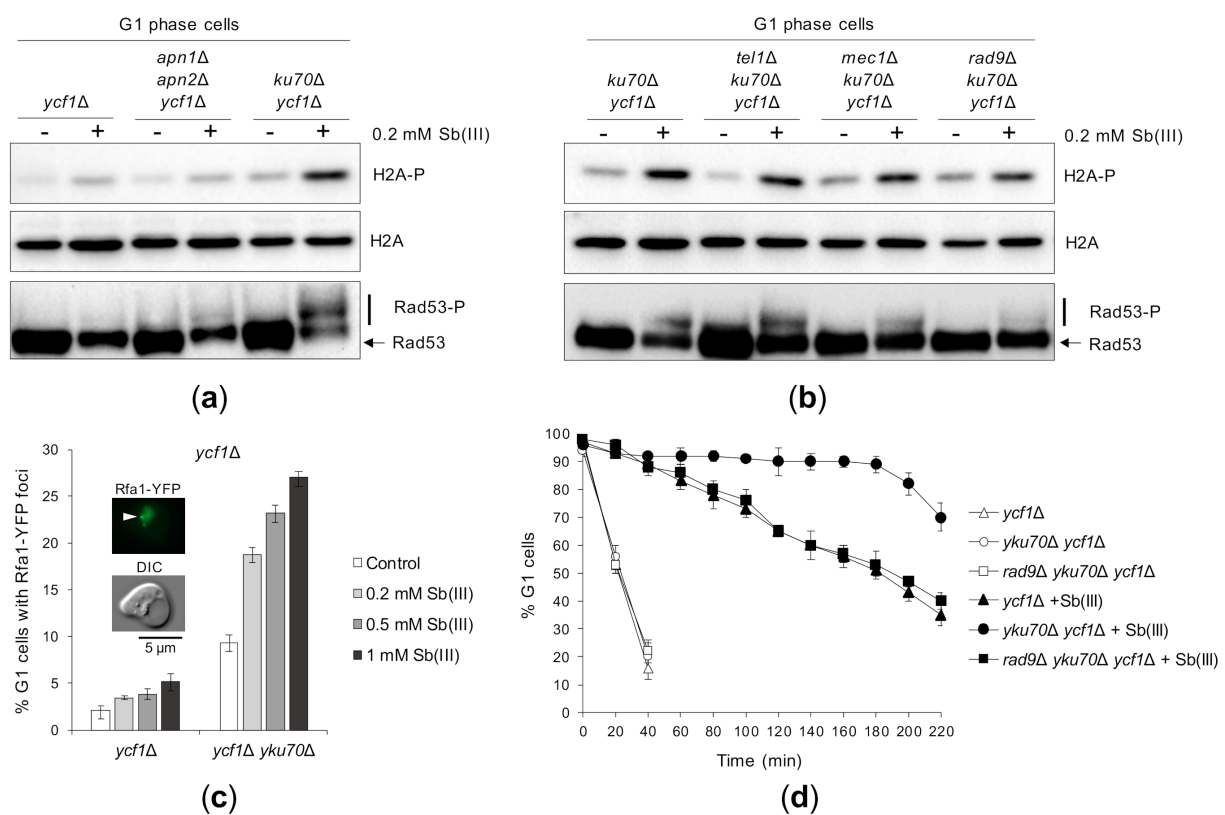 G1 phase cells
apn1Δ
apn2Δ ku70Δ
ycf1Δ ycf1Δ ycf1Δ
- + - + - + 0.2 mM Sb(III)
H2A-P
H2A
Rad53-P
Rad53
(a)
G1 phase cells
tel1Δ mec1Δ rad9Δ
ku70Δ ku70Δ ku70Δ ku70Δ
ycf1Δ ycf1Δ ycf1Δ ycf1Δ
- + - + - + - + 0.2 mM Sb(III)
H2A-P
H2A
Rad53-P
Rad53
(b)
% G1 cells with Rfa1-YFP foci
30
25
20
15
10
5
0
ycf1Δ
Rfa1-YFP
DIC
5 µm
Control
0.2 mM Sb(III)
0.5 mM Sb(III)
1 mM Sb(III)
ycf1Δ ycf1Δ yku70Δ
(c)
% G1 cells
100
90
80
70
60
50
40
30
20
10
0
0 20 40 60 80 100 120 140 160 180 200 220
Time (min)
ycf1Δ
yku70Δ ycf1Δ
rad9Δ yku70Δ ycf1Δ
ycf1Δ +Sb(III)
yku70Δ ycf1Δ + Sb(III)
rad9Δ yku70Δ ycf1Δ + Sb(III)
(d)